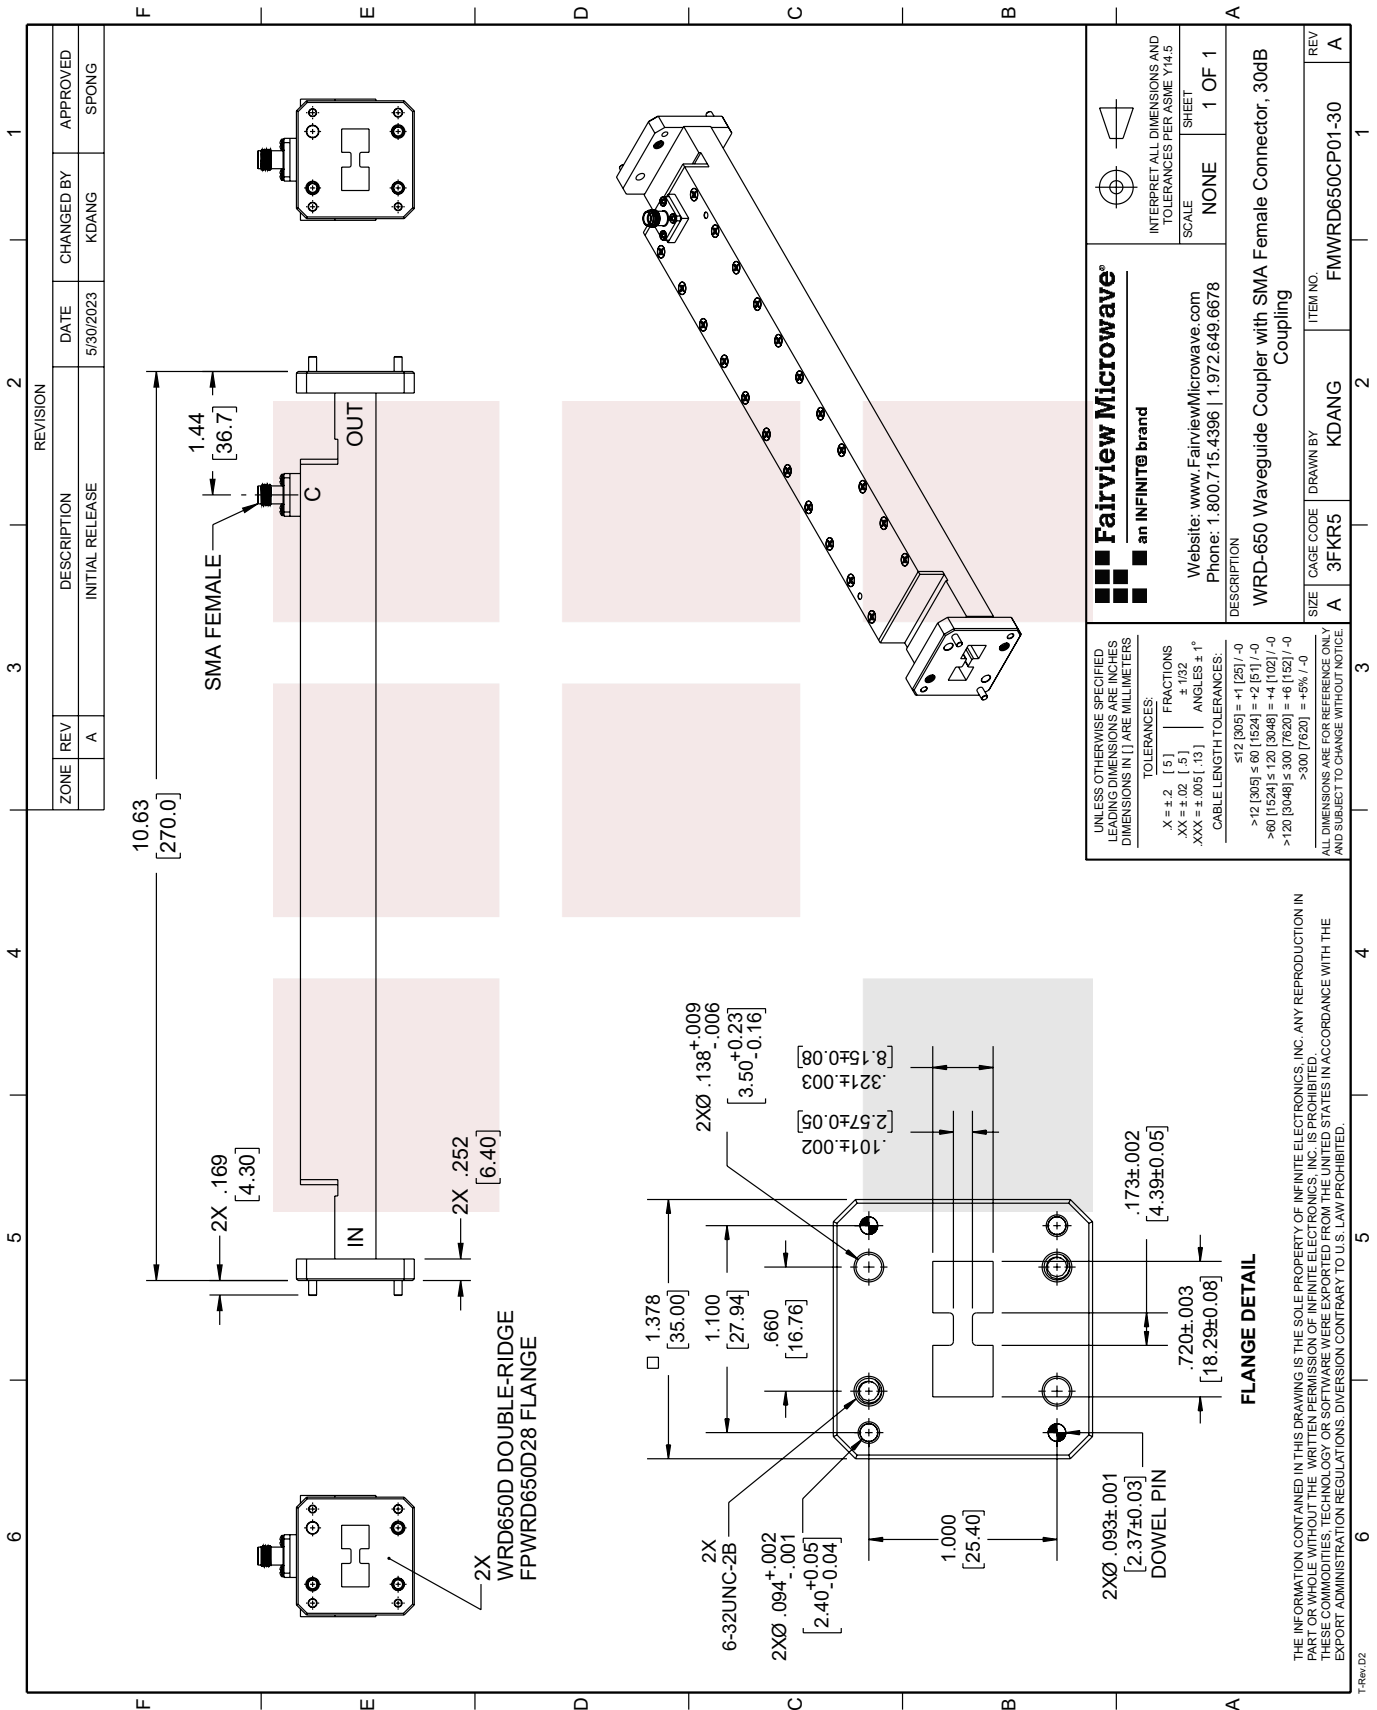 REVISION
ZONE REV DESCRIPTION DATE CHANGED BY APPROVED
A INITIAL RELEASE 5/30/2023 KDANG SPONG
6 5 4 3 2 1
F
E
D
C
B
A
F
E
D
C
B
A
10.63
[270.0]
1.44
[36.7]
SMA FEMALE
C
2X .169
[4.30]
IN
OUT
2X .252
[6.40]
2X
WRD650D DOUBLE-RIDGE
FPWRD650D28 FLANGE
□ 1.378
[35.00]
1.100
[27.94]
.660
[16.76]
2X
6-32UNC-2B
2XØ .094 +.002 -.001
[2.40 +0.05 -0.04]
2XØ .138 +.009 -.006
[3.50 +0.23 -0.16]
.101±.002
[2.57±0.05]
.321±.003
[8.15±0.08]
1.000
[25.40]
2XØ .093±.001
[2.37±0.03]
DOWEL PIN
.173±.002
[4.39±0.05]
.720±.003
[18.29±0.08]
FLANGE DETAIL
UNLESS OTHERWISE SPECIFIED
LEADING DIMENSIONS ARE INCHES
DIMENSIONS IN [ ] ARE MILLIMETERS
TOLERANCES:
.X = ± .2 [ 5 ] FRACTIONS
.XX = ± .02 [ .5 ] ± 1/32
.XXX = ± .005 [ .13 ] ANGLES ± 1°
CABLE LENGTH TOLERANCES:
≤12 [305] = +1 [25] / -0
>12 [305] ≤ 60 [1524] = +2 [51] / -0
>60 [1524] ≤ 120 [3048] = +4 [102] / -0
>120 [3048] ≤ 300 [7620] = +6 [152] / -0
>300 [7620] = +5% / -0
ALL DIMENSIONS ARE FOR REFERENCE ONLY
AND SUBJECT TO CHANGE WITHOUT NOTICE.
Fairview Microwave®
an INFINIT® brand
Website: www.FairviewMicrowave.com
Phone: 1.800.715.4396 | 1.972.649.6678
INTERPRET ALL DIMENSIONS AND
TOLERANCES PER ASME Y14.5
SCALE NONE
SHEET 1 OF 1
DESCRIPTION
WRD-650 Waveguide Coupler with SMA Female Connector, 30dB
Coupling
SIZE A
CAGE CODE 3FKR5
DRAWN BY KDANG
ITEM NO. FMWRD650CP01-30
REV A
THE INFORMATION CONTAINED IN THIS DRAWING IS THE SOLE PROPERTY OF INFINITE ELECTRONICS, INC. ANY REPRODUCTION IN
PART OR WHOLE WITHOUT THE WRITTEN PERMISSION OF INFINITE ELECTRONICS, INC. IS PROHIBITED.
THESE COMMODITIES, TECHNOLOGY OR SOFTWARE WERE EXPORTED FROM THE UNITED STATES IN ACCORDANCE WITH THE
EXPORT ADMINISTRATION REGULATIONS. DIVERSION CONTRARY TO U.S. LAW PROHIBITED.
6 5 4 3 2 1
T-Rev.D2